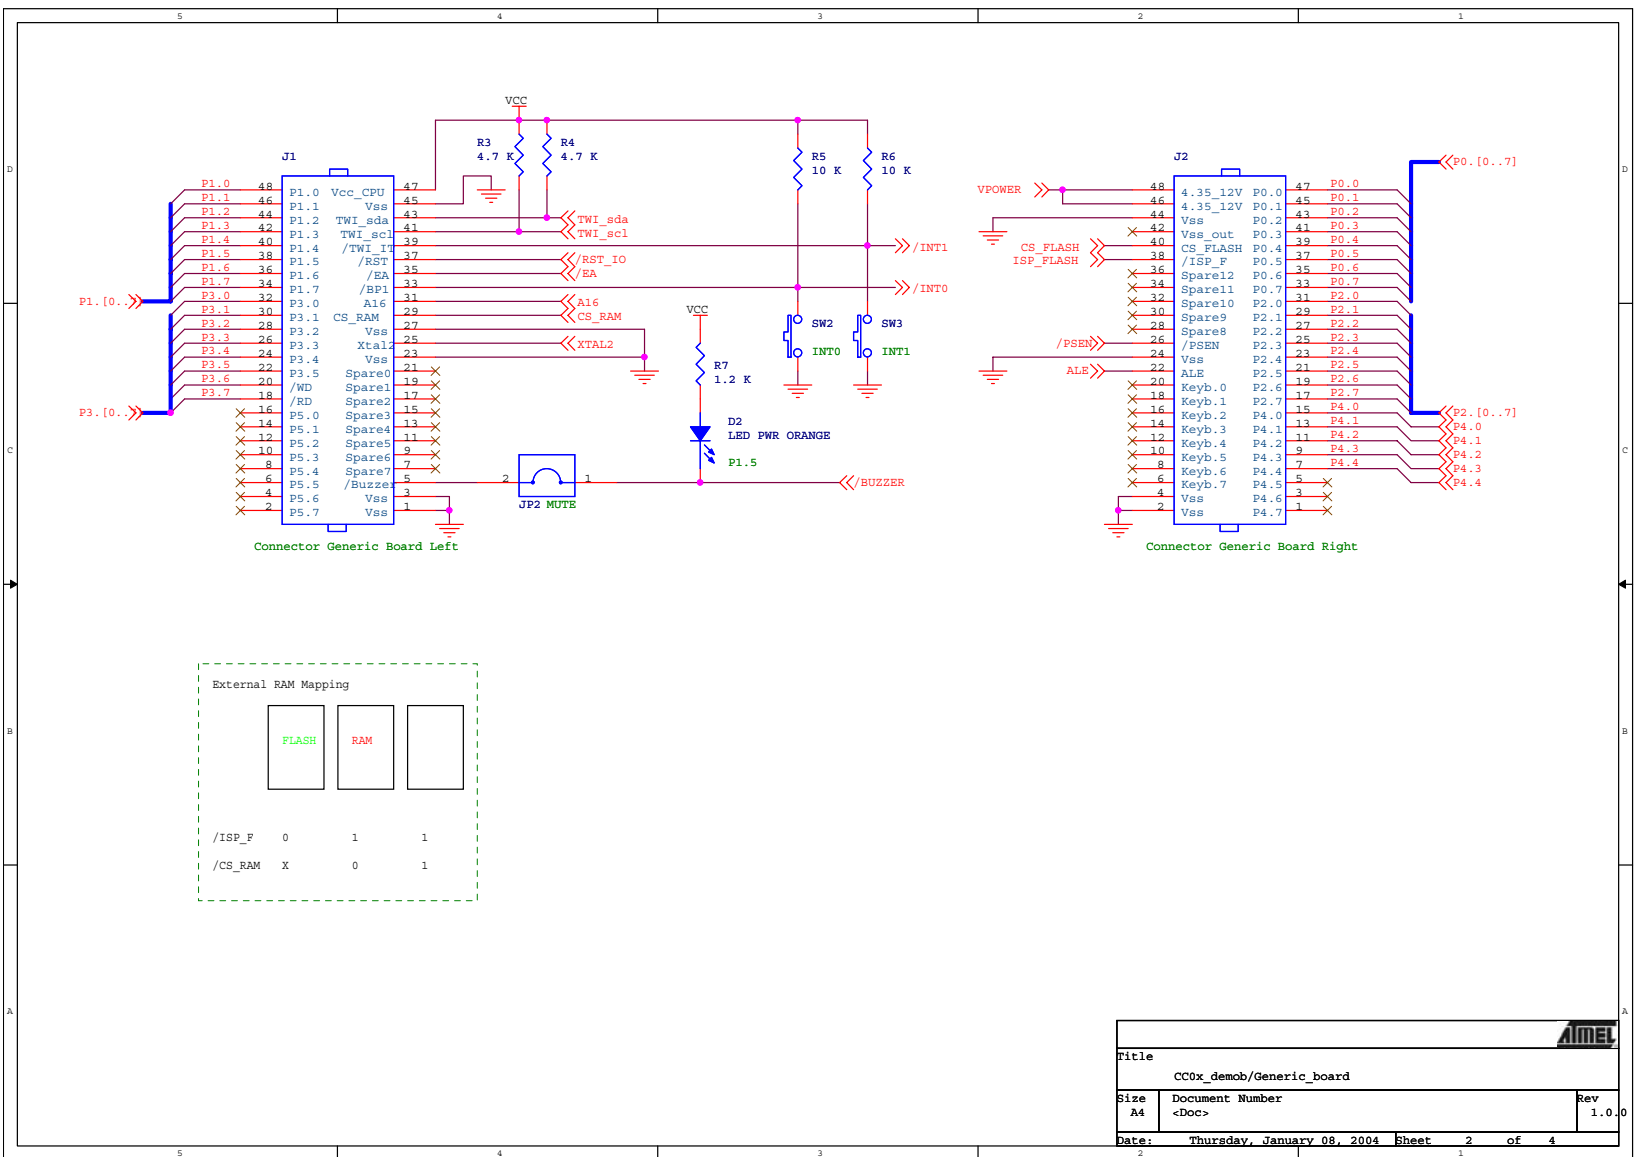 5 4 3 2 1
D D
C C
B B
A A
VCC
R3
4.7 K
R4
4.7 K
R5
10 K
R6
10 K
J1
P1.0 48 P1.0 Vcc_CPU 47
P1.1 46 P1.1 Vss 45
P1.2 44 P1.2 TWI_sda 43 TWI_sda
P1.3 42 P1.3 TWI_scl 41 TWI_scl
P1.4 40 P1.4 /TWI_IT 39 /INT1
P1.5 38 P1.5 /RST 37 /RST_IO
P1.6 36 P1.6 /EA 35 /EA
P1.7 34 P1.7 /BP1 33 /INT0
P3.0 32 P3.0 A16 31 A16
P3.1 30 P3.1 CS_RAM 29 CS_RAM
P3.2 28 P3.2 Vss 27
P3.3 26 P3.3 Xtal2 25 XTAL2
P3.4 24 P3.4 Vss 23
P3.5 22 P3.5 Spare0 21
P3.6 20 /WD Spare1 19
P3.7 18 /RD Spare2 17
16 P5.0 Spare3 15
14 P5.1 Spare4 13
12 P5.2 Spare5 11
10 P5.3 Spare6 9
8 P5.4 Spare7 7
6 P5.5 /Buzzer 5
4 P5.6 Vss 3
2 P5.7 Vss 1
P1.[0..
P3.[0..
Connector Generic Board Left
2 1
JP2 MUTE
VCC
R7
1.2 K
D2
LED PWR ORANGE
P1.5
/BUZZER
SW2
INT0
SW3
INT1
J2
VPOWER 48 4.35_12V P0.0 47 P0.0
46 4.35_12V P0.1 45 P0.1
44 Vss P0.2 43 P0.2
42 Vss_out P0.3 41 P0.3
CS_FLASH 40 CS_FLASH P0.4 39 P0.4
ISP_FLASH 38 /ISP_F P0.5 37 P0.5
36 Spare12 P0.6 35 P0.6
34 Spare11 P0.7 33 P0.7
32 Spare10 P2.0 31 P2.0
30 Spare9 P2.1 29 P2.1
28 Spare8 P2.2 27 P2.2
/PSEN 26 /PSEN P2.3 25 P2.3
24 Vss P2.4 23 P2.4
ALE 22 ALE P2.5 21 P2.5
20 Keyb.0 P2.6 19 P2.6
18 Keyb.1 P2.7 17 P2.7
16 Keyb.2 P4.0 15 P4.0
14 Keyb.3 P4.1 13 P4.1
12 Keyb.4 P4.2 11 P4.2
10 Keyb.5 P4.3 9 P4.3
8 Keyb.6 P4.4 7 P4.4
6 Keyb.7 P4.5 5
4 Vss P4.6 3
2 Vss P4.7 1
P0.[0..7]
P2.[0..7]
P4.0
P4.1
P4.2
P4.3
P4.4
Connector Generic Board Right
External RAM Mapping
FLASH RAM
/ISP_F 0 1 1
/CS_RAM X 0 1
ATMEL
Title
CC0x_demob/Generic_board
Size Document Number Rev
A4 <Doc> 1.0.0
Date: Thursday, January 08, 2004 Sheet 2 of 4
5 4 3 2 1